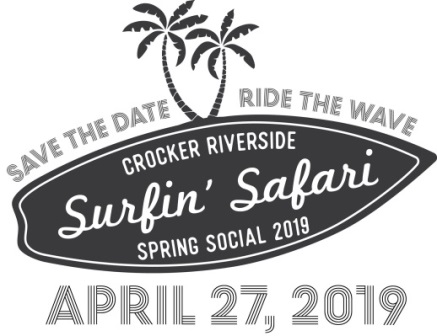 SAVE THE DATE
RIDE THE WAVE
CROCKER RIVERSIDE
Surfin' Safari
SPRING SOCIAL 2019
APRIL 27, 2019